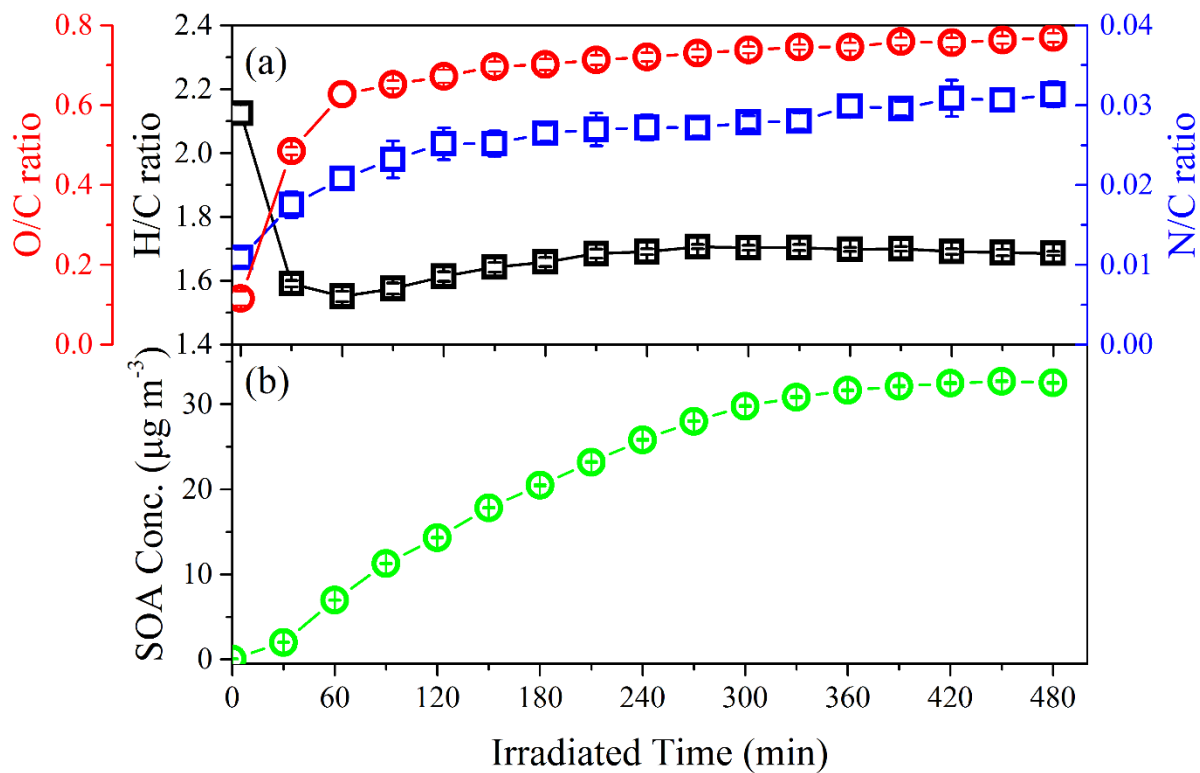 (a)
O/C ratio
0.8
0.6
0.4
0.2
0.0
H/C ratio
2.4
2.2
2.0
1.8
1.6
1.4
N/C ratio
0.04
0.03
0.02
0.01
0.00
(b)
SOA Conc. (μg m⁻³)
30
20
10
0
0 60 120 180 240 300 360 420 480
Irradiated Time (min)